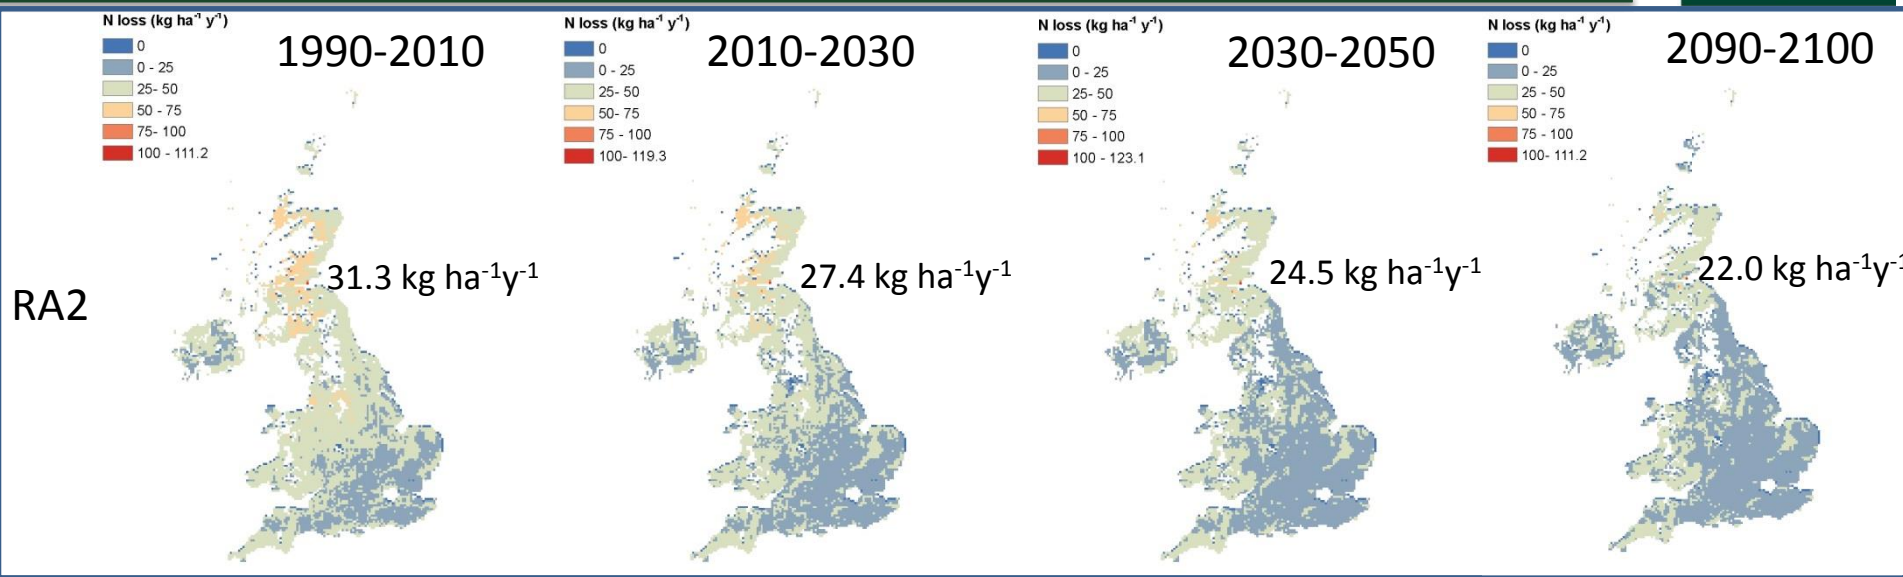 N loss (kg ha⁻¹ y⁻¹)
0
0 - 25
25- 50
50 - 75
75- 100
100 - 111.2
1990-2010
31.3 kg ha⁻¹y⁻¹
N loss (kg ha⁻¹ y⁻¹)
0
0 - 25
25- 50
50- 75
75 - 100
100- 119.3
2010-2030
27.4 kg ha⁻¹y⁻¹
N loss (kg ha⁻¹ y⁻¹)
0
0 - 25
25- 50
50 - 75
75 - 100
100 - 123.1
2030-2050
24.5 kg ha⁻¹y⁻¹
N loss (kg ha⁻¹ y⁻¹)
0
0 - 25
25 - 50
50 - 75
75 - 100
100- 111.2
2090-2100
22.0 kg ha⁻¹y⁻¹
RA2